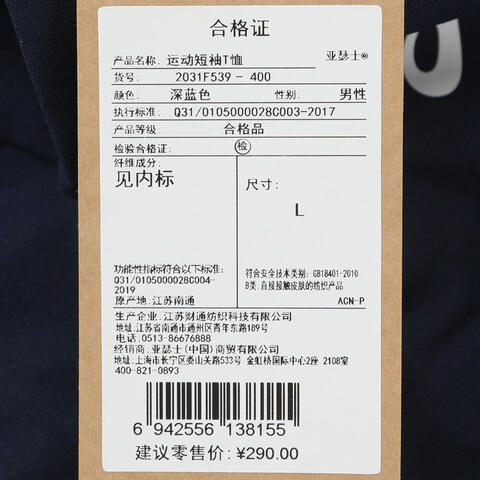 合格证
产品名称: 运动短袖T恤 亚瑟士®
货号: 2031F539 - 400
颜色: 深蓝色 性别: 男性
执行标准: Q31/0105000028C003-2017
产品等级: 合格品
检验合格证: 检
纤维成分:
见内标
尺寸:
L
功能性指标符合以下标准:
Q31/0105000028C004-
2019
原产地: 江苏南通
符合安全技术类别: GB18401-2010
B类: 直接接触皮肤的纺织产品
ACN-P
生产企业: 江苏财通纺织科技有限公司
地址: 江苏省南通市通州区青年东路189号
电话: 0513-86676888
经销商: 亚瑟士(中国)商贸有限公司
地址: 上海市长宁区娄山关路533号 金虹桥国际中心2座 2108室
400-821-0893
6 942556 138155
建议零售价: ¥290.00